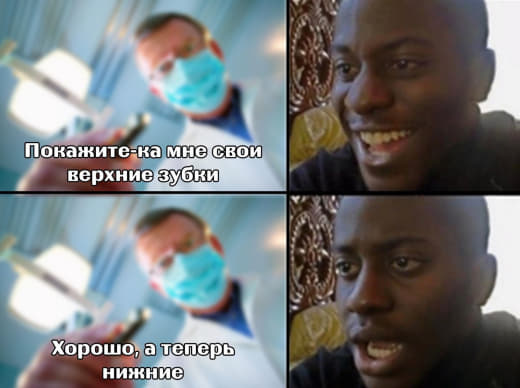 Покажите-ка мне свои
верхние зубки
Хорошо, а теперь
нижние